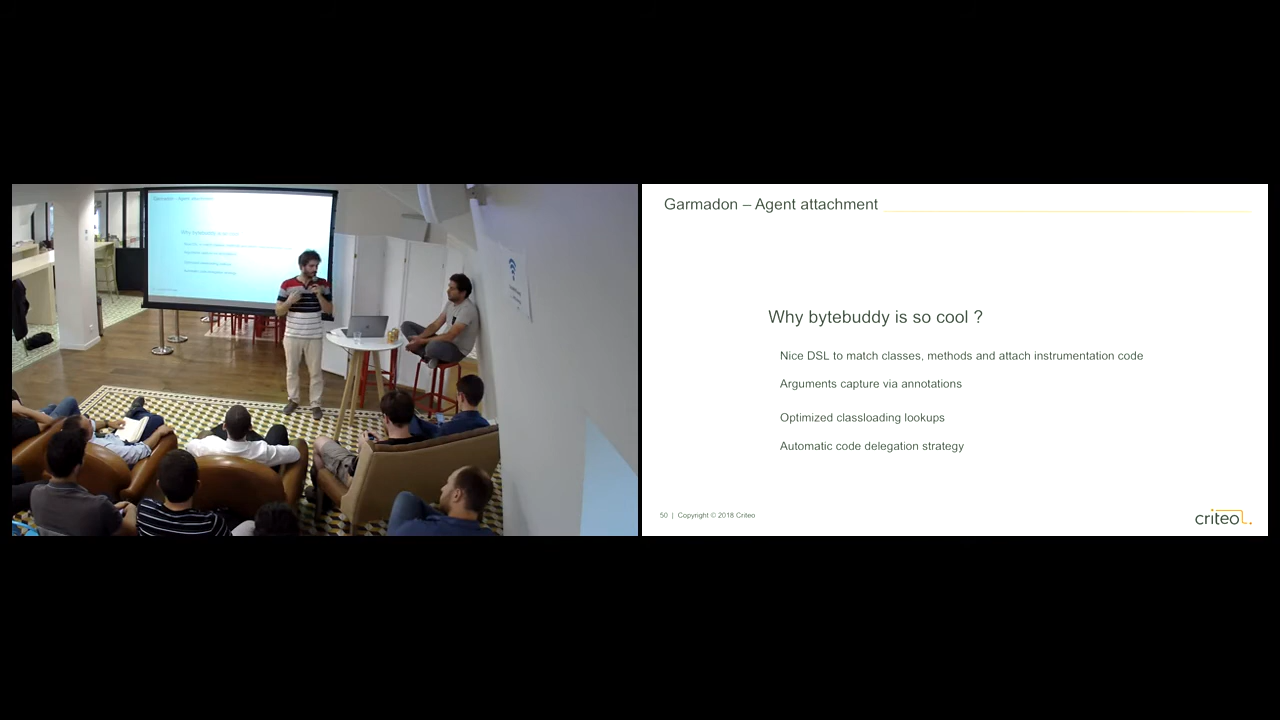 Garmadon – Agent attachment
Why bytebuddy is so cool ?
Nice DSL to match classes, methods and attach instrumentation code
Arguments capture via annotations
Optimized classloading lookups
Automatic code delegation strategy
50 | Copyright © 2018 Criteo
criteo